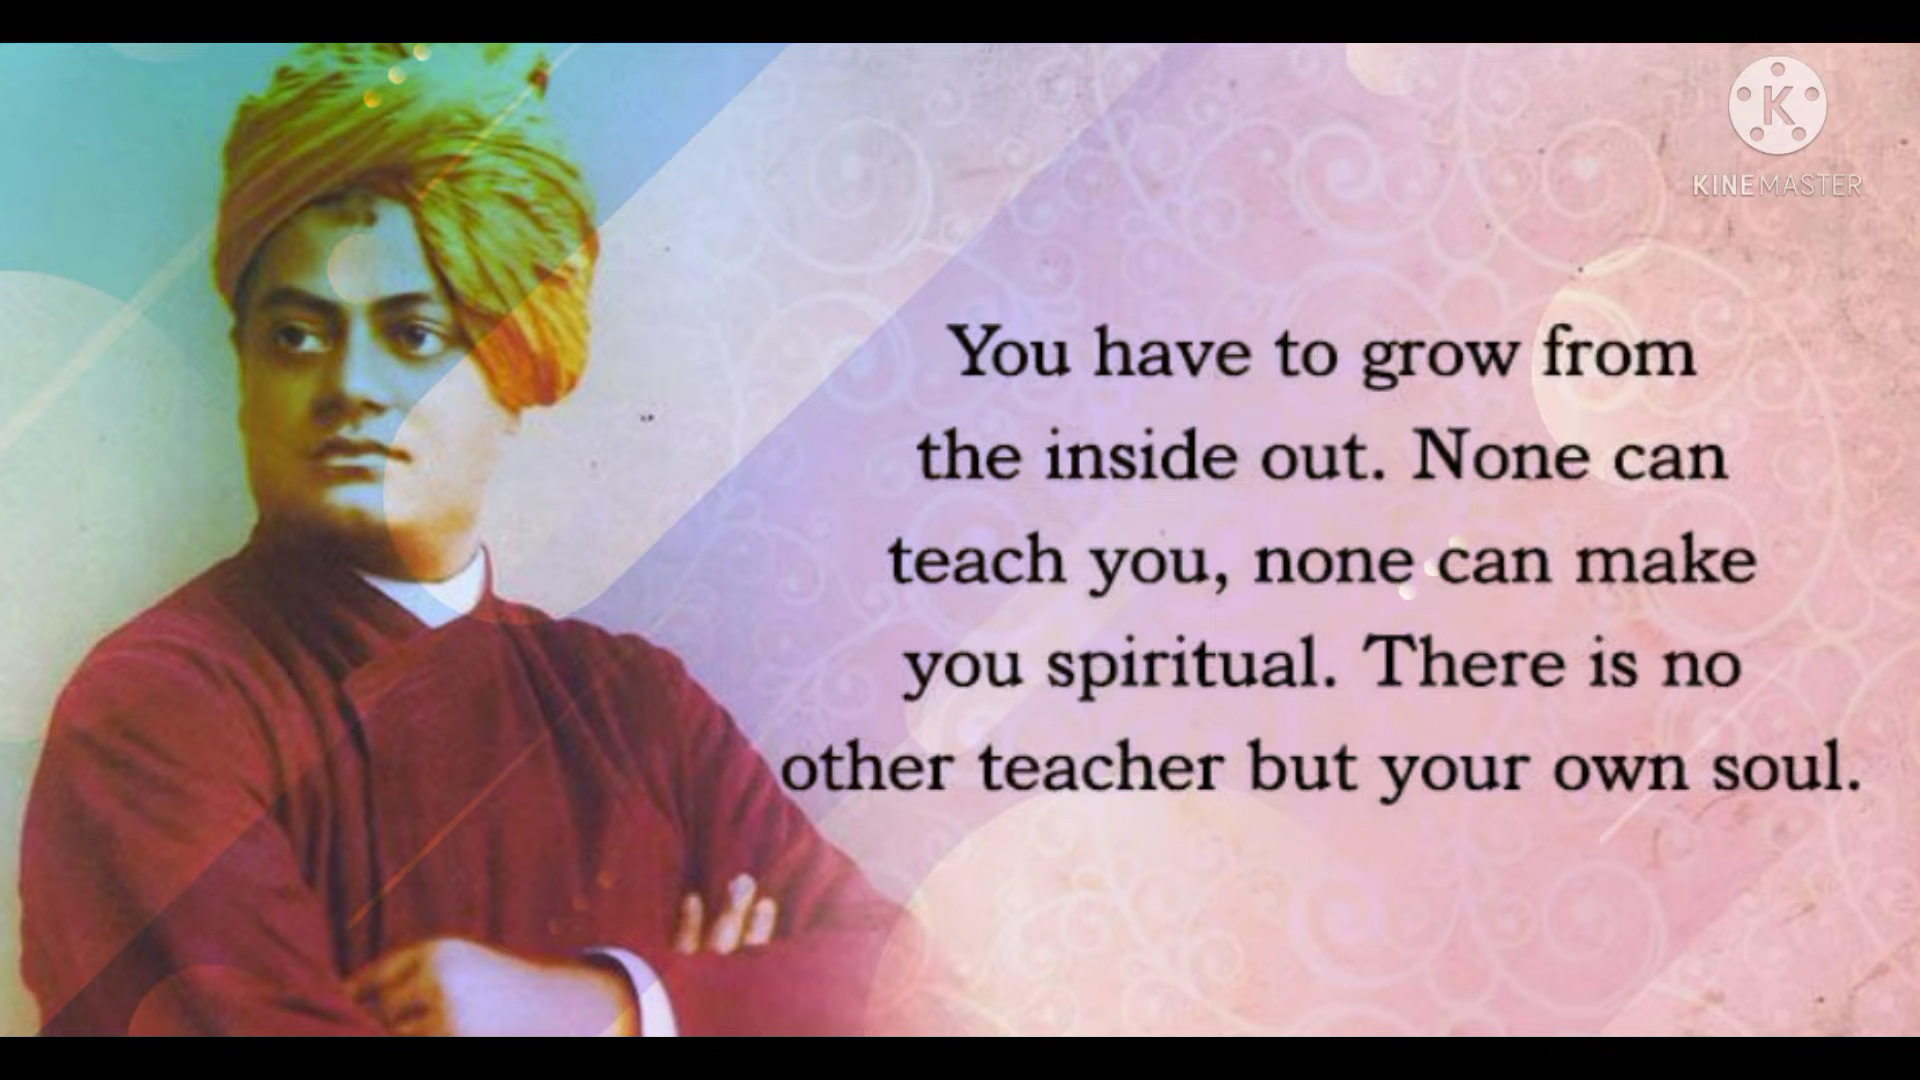 K
KINEMASTER
You have to grow from
the inside out. None can
teach you, none can make
you spiritual. There is no
other teacher but your own soul.